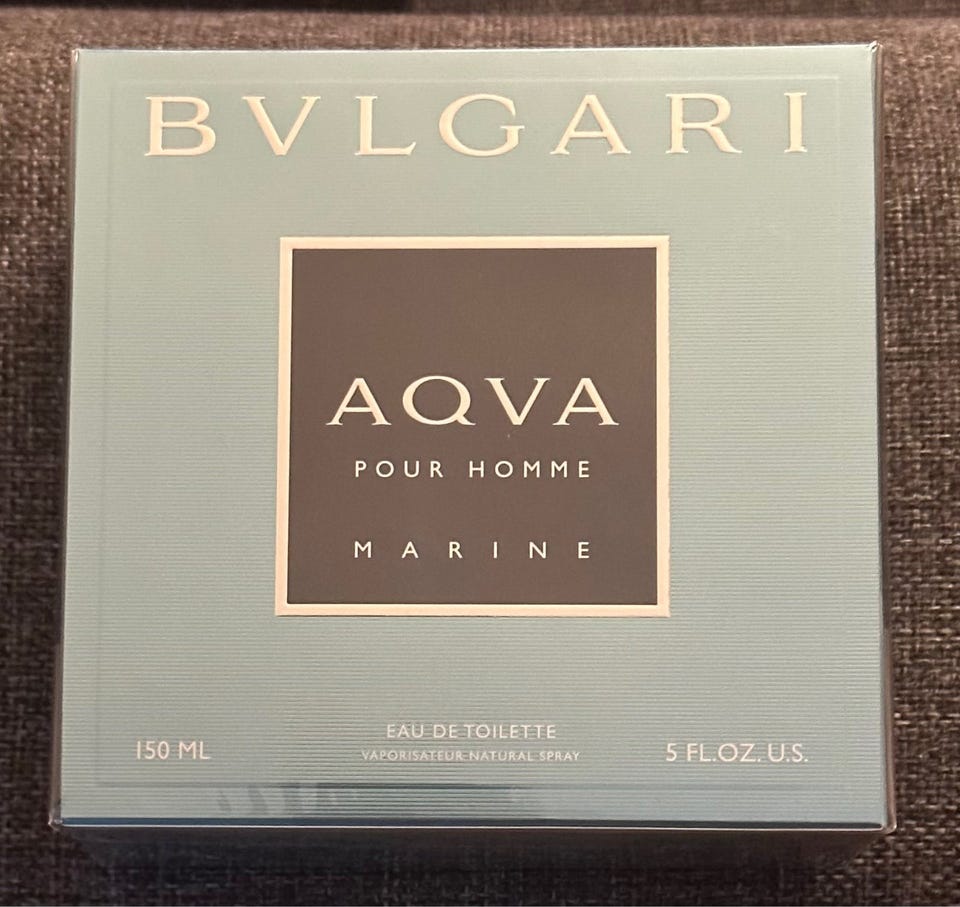 BVLGARI
AQVA
POUR HOMME
MARINE
EAU DE TOILETTE
VAPORISATEUR NATURAL SPRAY
150 ML
5 FL.OZ. U.S.